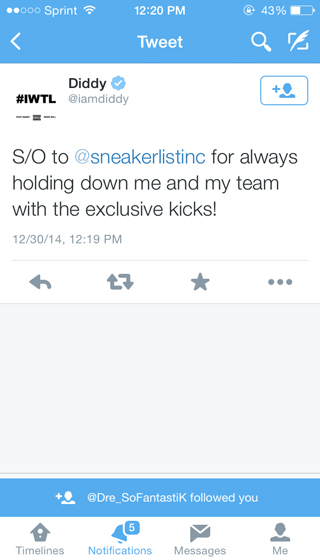 Sprint 12:20 PM 43%
Tweet
#IWTL
Diddy
@iamdiddy
S/O to @sneakerlistinc for always
holding down me and my team
with the exclusive kicks!
12/30/14, 12:19 PM
@Dre_SoFantastiK followed you
5
Timelines Notifications Messages Me